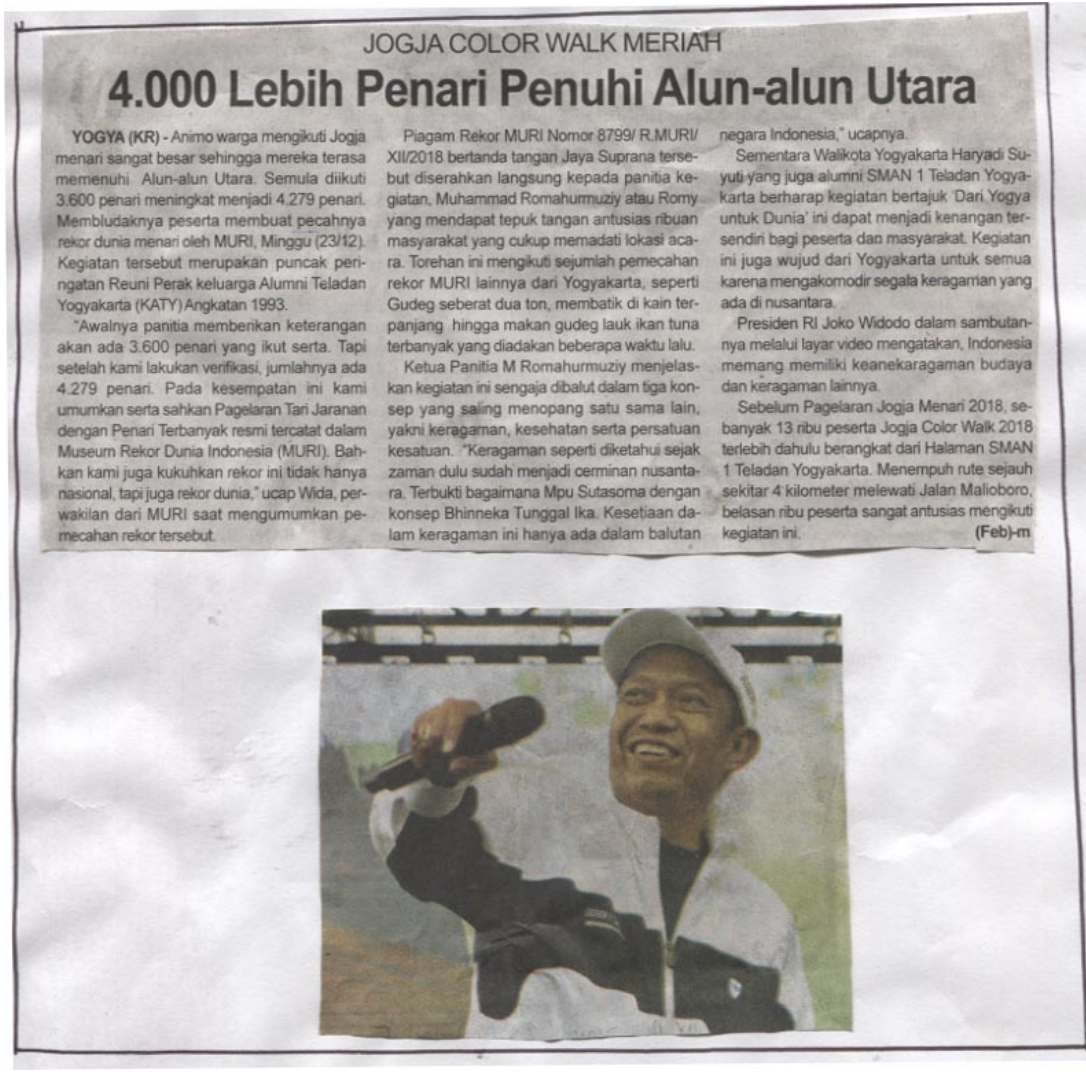 JOGJA COLOR WALK MERIAH
4.000 Lebih Penari Penuhi Alun-alun Utara
YOGYA (KR) - Animo warga mengikuti Jogja
menari sangat besar sehingga mereka terasa
memenuhi Alun-alun Utara. Semula diikuti
3.600 penari meningkat menjadi 4.279 penari.
Membludaknya peserta membuat pecahnya
rekor dunia menari oleh MURI, Minggu (23/12).
Kegiatan tersebut merupakan puncak peri-
ngatan Reuni Perak keluarga Alumni Teladan
Yogyakarta (KATY) Angkatan 1993.
"Awalnya panitia memberikan keterangan
akan ada 3.600 penari yang ikut serta. Tapi
setelah kami lakukan verifikasi, jumlahnya ada
4.279 penari. Pada kesempatan ini kami
umumkan serta sahkan Pagelaran Tari Jaranan
dengan Penari Terbanyak resmi tercatat dalam
Museum Rekor Dunia Indonesia (MURI). Bah-
kan kami juga kukuhkan rekor ini tidak hanya
nasional, tapi juga rekor dunia," ucap Wida, per-
wakilan dari MURI saat mengumumkan pe-
mecahan rekor tersebut.
Piagam Rekor MURI Nomor 8799/ R.MURI/
XII/2018 bertanda tangan Jaya Suprana terse-
but diserahkan langsung kepada panitia ke-
giatan, Muhammad Romahurmuziy atau Romy
yang mendapat tepuk tangan antusias ribuan
masyarakat yang cukup memadati lokasi aca-
ra. Torehan ini mengikuti sejumlah pemecahan
rekor MURI lainnya dari Yogyakarta, seperti
Gudeg seberat dua ton, membatik di kain ter-
panjang hingga makan gudeg lauk ikan tuna
terbanyak yang diadakan beberapa waktu lalu.
Ketua Panitia M Romahurmuziy menjelas-
kan kegiatan ini sengaja dibalut dalam tiga kon-
sep yang saling menopang satu sama lain,
yakni keragaman, kesehatan serta persatuan
kesatuan. "Keragaman seperti diketahui sejak
zaman dulu sudah menjadi cerminan nusanta-
ra. Terbukti bagaimana Mpu Sutasoma dengan
konsep Bhinneka Tunggal Ika. Kesetiaan da-
lam keragaman ini hanya ada dalam balutan
negara Indonesia," ucapnya.
Sementara Walikota Yogyakarta Haryadi Su-
yuti yang juga alumni SMAN 1 Teladan Yogya-
karta berharap kegiatan bertajuk 'Dari Yogya
untuk Dunia' ini dapat menjadi kenangan ter-
sendiri bagi peserta dan masyarakat. Kegiatan
ini juga wujud dari Yogyakarta untuk semua
karena mengakomodir segala keragaman yang
ada di nusantara.
Presiden RI Joko Widodo dalam sambutan-
nya melalui layar video mengatakan, Indonesia
memang memiliki keanekaragaman budaya
dan keragaman lainnya.
Sebelum Pagelaran Jogja Menari 2018, se-
banyak 13 ribu peserta Jogja Color Walk 2018
terlebih dahulu berangkat dari Halaman SMAN
1 Teladan Yogyakarta. Menempuh rute sejauh
sekitar 4 kilometer melewati Jalan Malioboro,
belasan ribu peserta sangat antusias mengikuti
kegiatan ini. (Feb)-m